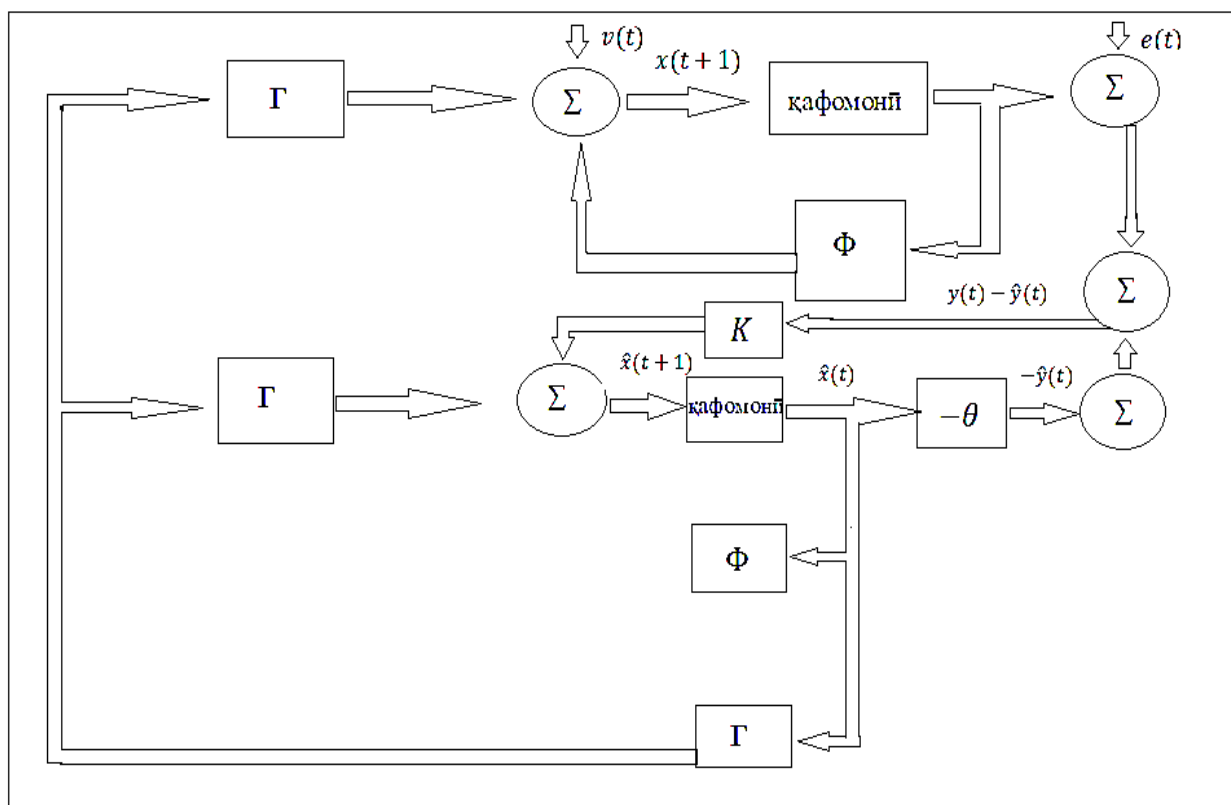 v(t)
e(t)
x(t + 1)
Γ
Σ
қафомонӣ
Σ
Φ
Σ
y(t) − ŷ(t)
K
x̂(t + 1)
x̂(t)
−ŷ(t)
Γ
Σ
қафомонӣ
−θ
Σ
Φ
Γ